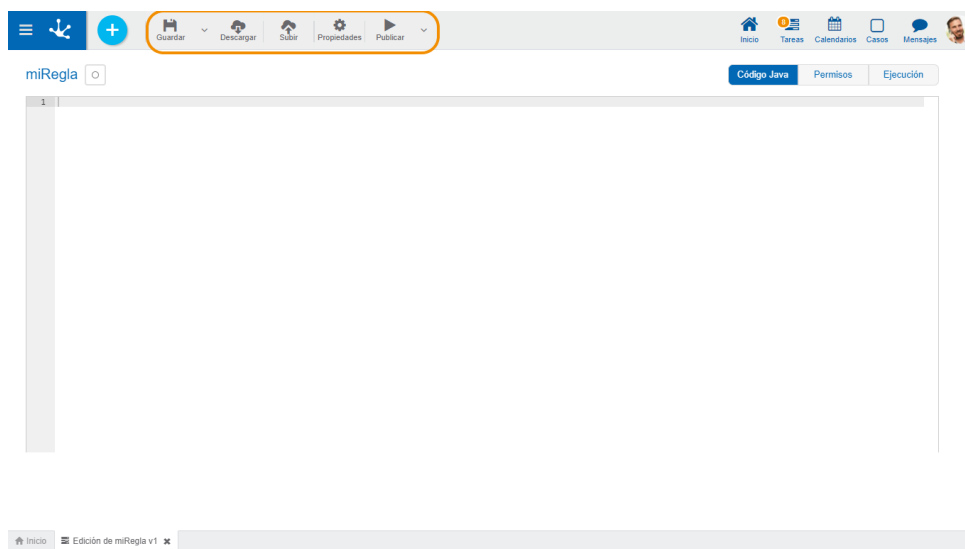 Guardar Descargar Subir Propiedades Publicar
8
Inicio Tareas Calendarios Casos Mensajes
miRegla
Código Java Permisos Ejecución
1
Inicio Edición de miRegla v1